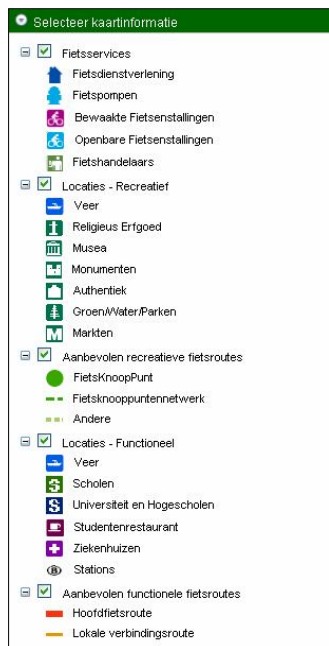 Selecteer kaartinformatie
Fietsservices
Fietsdienstverlening
Fietspompen
Bewaakte Fietsenstallingen
Openbare Fietsenstallingen
Fietshandelaars
Locaties - Recreatief
Veer
Religieus Erfgoed
Musea
Monumenten
Authentiek
Groen/Water/Parken
M Markten
Aanbevolen recreatieve fietsroutes
FietsKnoopPunt
Fietsknooppuntennetwerk
Andere
Locaties - Functioneel
Veer
S Scholen
S Universiteit en Hogescholen
Studentenrestaurant
Ziekenhuizen
B Stations
Aanbevolen functionele fietsroutes
Hoofdfietsroute
Lokale verbindingsroute